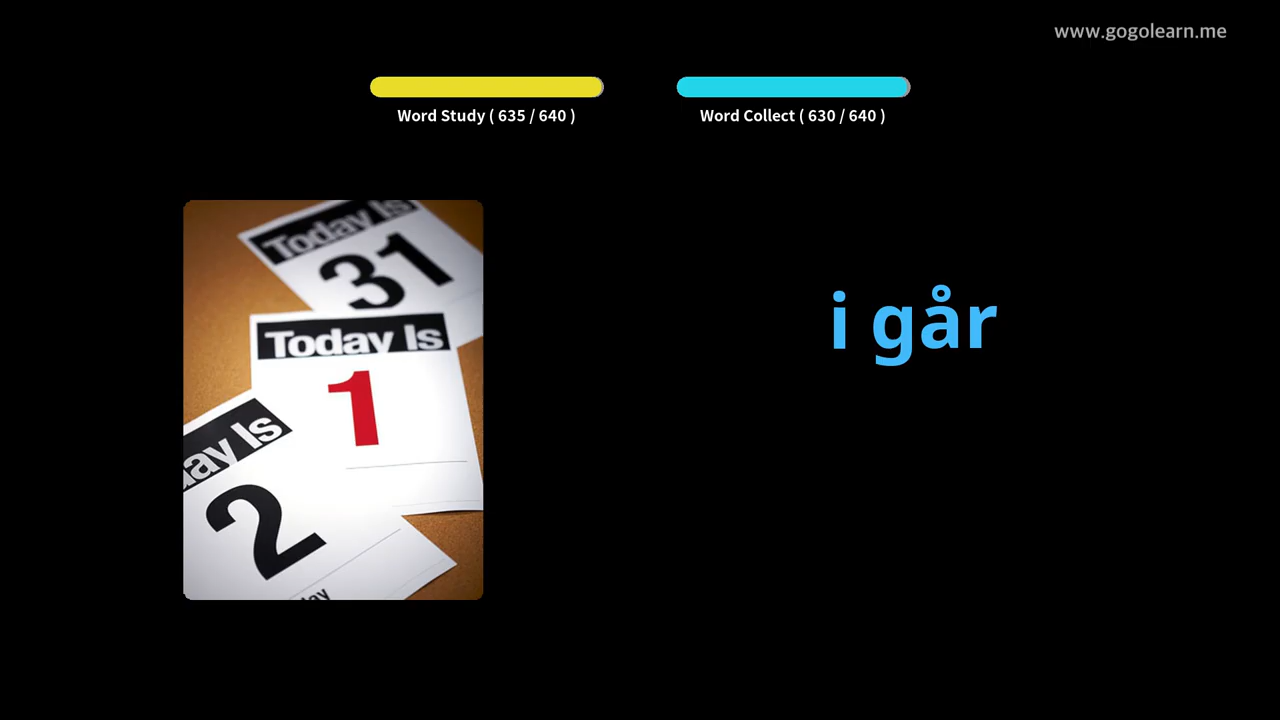 www.gogolearn.me
Word Study ( 635 / 640 )
Word Collect ( 630 / 640 )
Today Is
31
Today Is
1
i går
ay Is
2